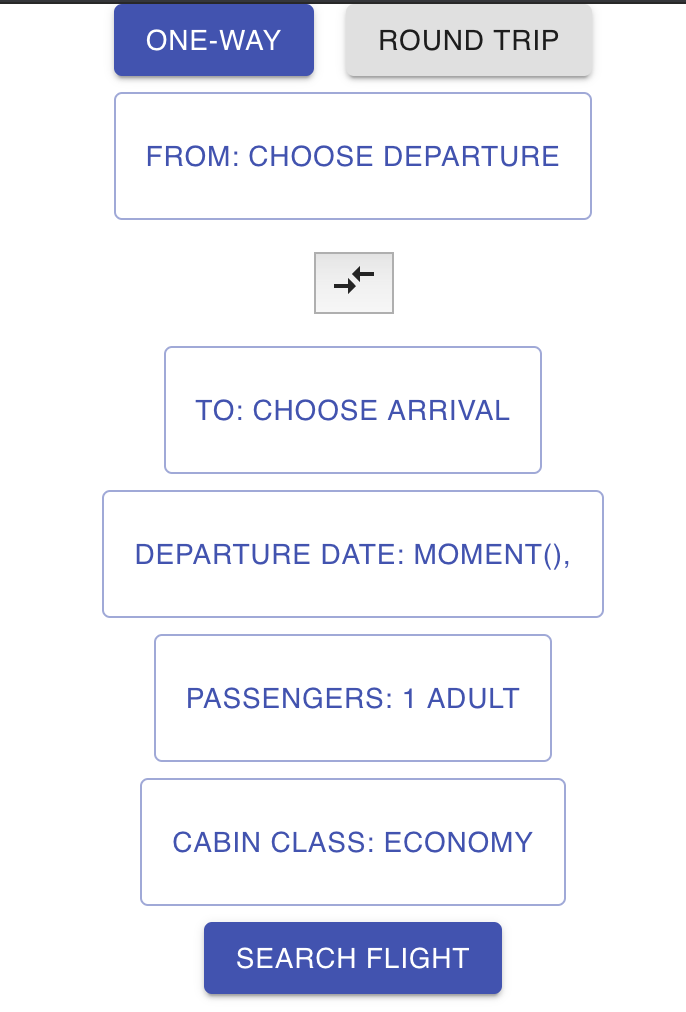 ONE-WAY ROUND TRIP
FROM: CHOOSE DEPARTURE
TO: CHOOSE ARRIVAL
DEPARTURE DATE: MOMENT(),
PASSENGERS: 1 ADULT
CABIN CLASS: ECONOMY
SEARCH FLIGHT